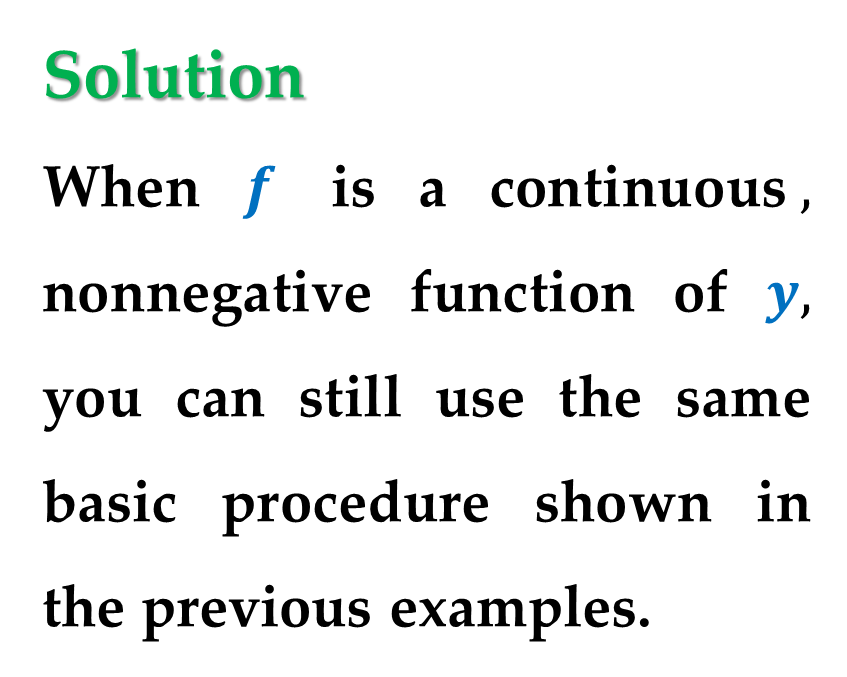 Solution
When f is a continuous ,
nonnegative function of y,
you can still use the same
basic procedure shown in
the previous examples.